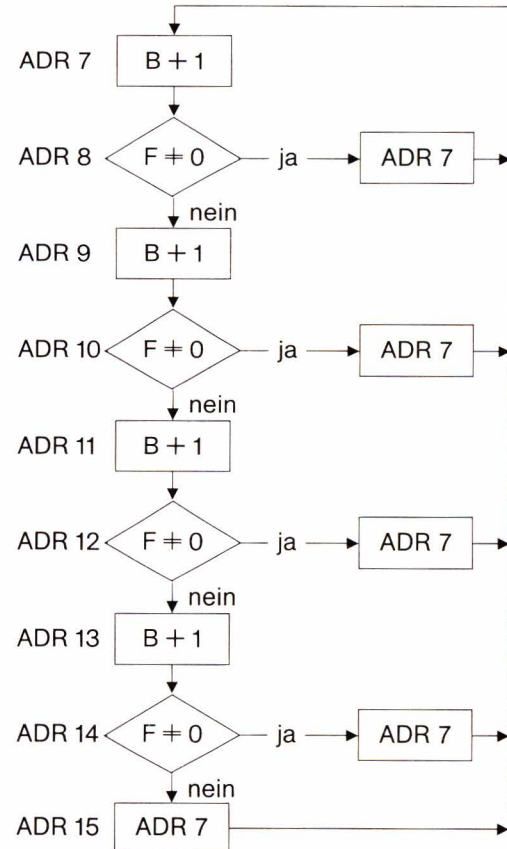 ADR 7 B + 1
ADR 8 F ≠ 0 ja ADR 7
nein
ADR 9 B + 1
ADR 10 F ≠ 0 ja ADR 7
nein
ADR 11 B + 1
ADR 12 F ≠ 0 ja ADR 7
nein
ADR 13 B + 1
ADR 14 F ≠ 0 ja ADR 7
nein
ADR 15 ADR 7